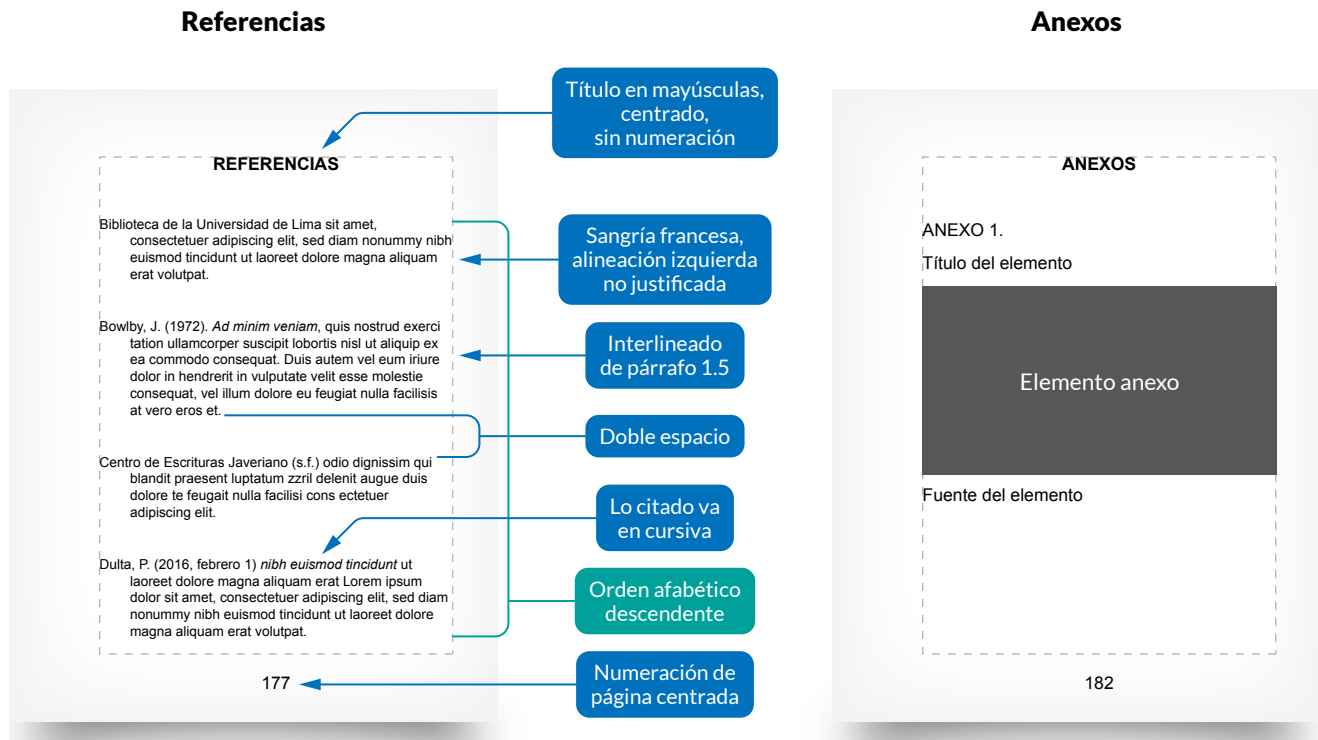 Referencias
REFERENCIAS
Biblioteca de la Universidad de Lima sit amet,
consectetuer adipiscing elit, sed diam nonummy nibh
euismod tincidunt ut laoreet dolore magna aliquam
erat volutpat.
Bowlby, J. (1972). Ad minim veniam, quis nostrud exerci
tation ullamcorper suscipit lobortis nisl ut aliquip ex
ea commodo consequat. Duis autem vel eum iriure
dolor in hendrerit in vulputate velit esse molestie
consequat, vel illum dolore eu feugiat nulla facilisis
at vero eros et.
Centro de Escrituras Javeriano (s.f.) odio dignissim qui
blandit praesent luptatum zzril delenit augue duis
dolore te feugait nulla facilisi cons ectetuer
adipiscing elit.
Dulta, P. (2016, febrero 1) nibh euismod tincidunt ut
laoreet dolore magna aliquam erat Lorem ipsum
dolor sit amet, consectetuer adipiscing elit, sed diam
nonummy nibh euismod tincidunt ut laoreet dolore
magna aliquam erat volutpat.
177
Título en mayúsculas,
centrado,
sin numeración
Sangría francesa,
alineación izquierda
no justificada
Interlineado
de párrafo 1.5
Doble espacio
Lo citado va
en cursiva
Orden afabético
descendente
Numeración de
página centrada
Anexos
ANEXOS
ANEXO 1.
Título del elemento
Elemento anexo
Fuente del elemento
182